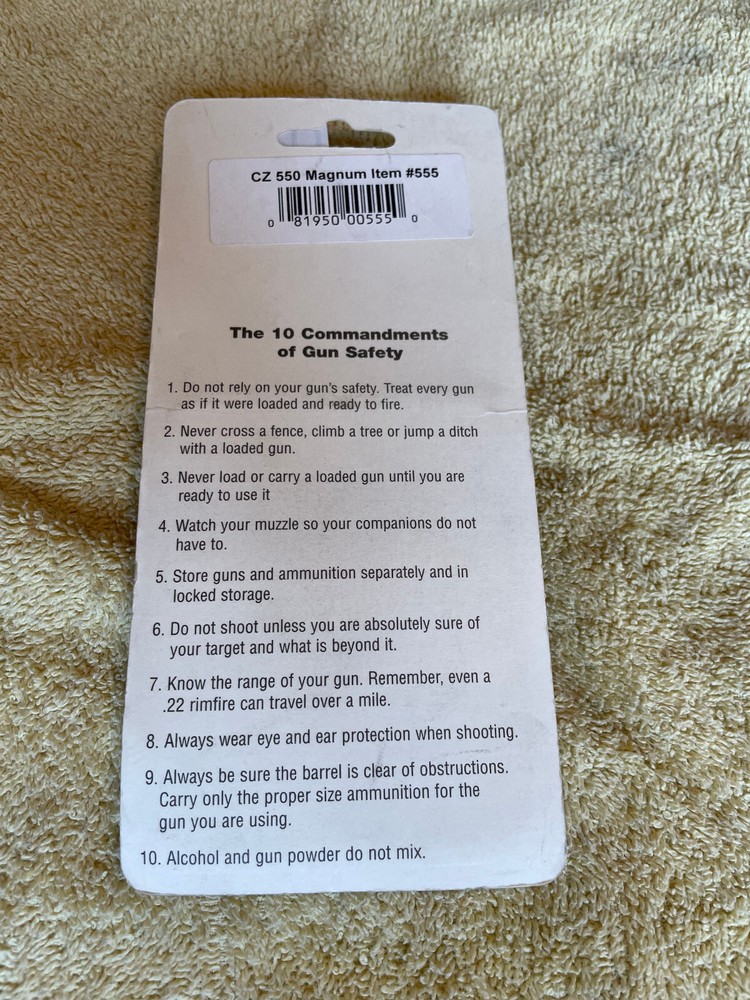 CZ 550 Magnum Item #555
0 81950 00555 0
The 10 Commandments
of Gun Safety
1. Do not rely on your gun's safety. Treat every gun
as if it were loaded and ready to fire.
2. Never cross a fence, climb a tree or jump a ditch
with a loaded gun.
3. Never load or carry a loaded gun until you are
ready to use it
4. Watch your muzzle so your companions do not
have to.
5. Store guns and ammunition separately and in
locked storage.
6. Do not shoot unless you are absolutely sure of
your target and what is beyond it.
7. Know the range of your gun. Remember, even a
.22 rimfire can travel over a mile.
8. Always wear eye and ear protection when shooting.
9. Always be sure the barrel is clear of obstructions.
Carry only the proper size ammunition for the
gun you are using.
10. Alcohol and gun powder do not mix.